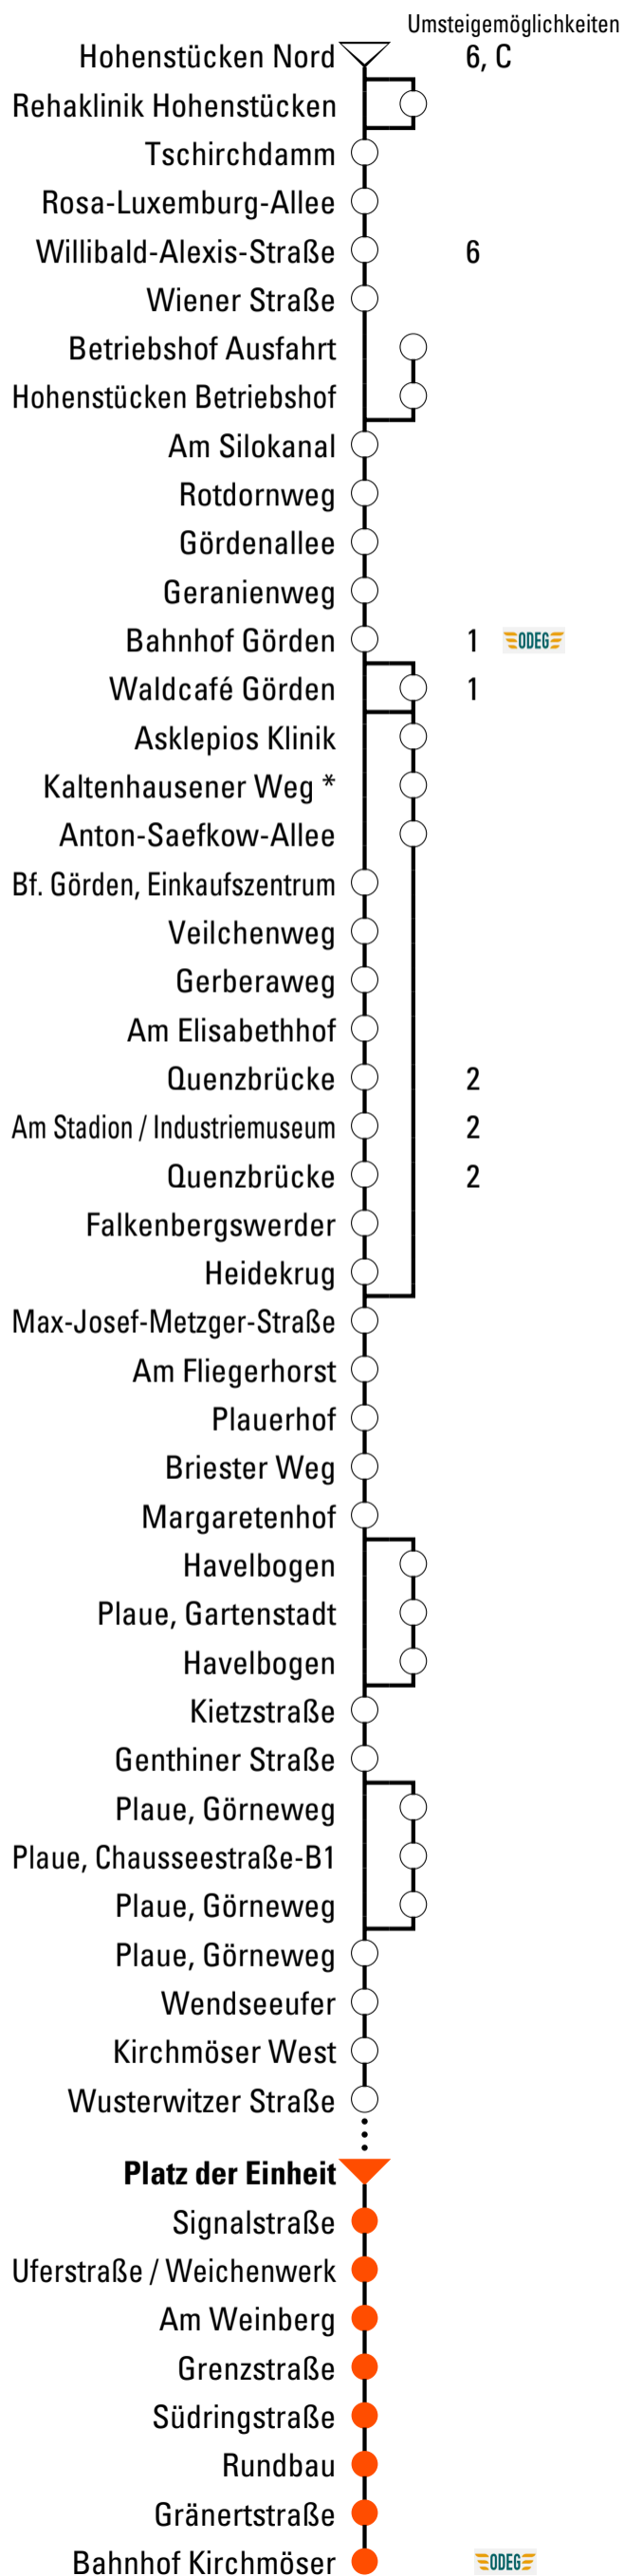 Umsteigemöglichkeiten
Hohenstücken Nord 6, C
Rehaklinik Hohenstücken
Tschirchdamm
Rosa-Luxemburg-Allee
Willibald-Alexis-Straße 6
Wiener Straße
Betriebshof Ausfahrt
Hohenstücken Betriebshof
Am Silokanal
Rotdornweg
Gördenallee
Geranienweg
Bahnhof Görden 1 ODEG
Waldcafé Görden 1
Asklepios Klinik
Kaltenhausener Weg *
Anton-Saefkow-Allee
Bf. Görden, Einkaufszentrum
Veilchenweg
Gerberaweg
Am Elisabethhof
Quenzbrücke 2
Am Stadion / Industriemuseum 2
Quenzbrücke 2
Falkenbergswerder
Heidekrug
Max-Josef-Metzger-Straße
Am Fliegerhorst
Plauerhof
Briester Weg
Margaretenhof
Havelbogen
Plaue, Gartenstadt
Havelbogen
Kietzstraße
Genthiner Straße
Plaue, Görneweg
Plaue, Chausseestraße-B1
Plaue, Görneweg
Plaue, Görneweg
Wendseeufer
Kirchmöser West
Wusterwitzer Straße
Platz der Einheit
Signalstraße
Uferstraße / Weichenwerk
Am Weinberg
Grenzstraße
Südringstraße
Rundbau
Gränertstraße
Bahnhof Kirchmöser ODEG